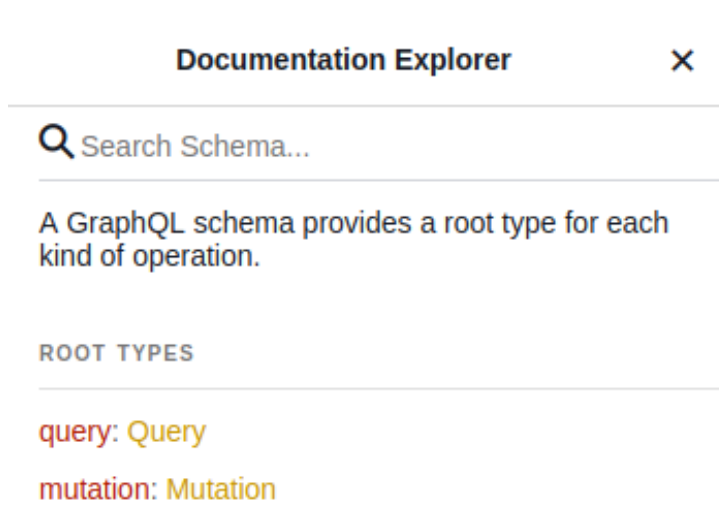 Documentation Explorer ✕
Search Schema...
A GraphQL schema provides a root type for each
kind of operation.
ROOT TYPES
query: Query
mutation: Mutation